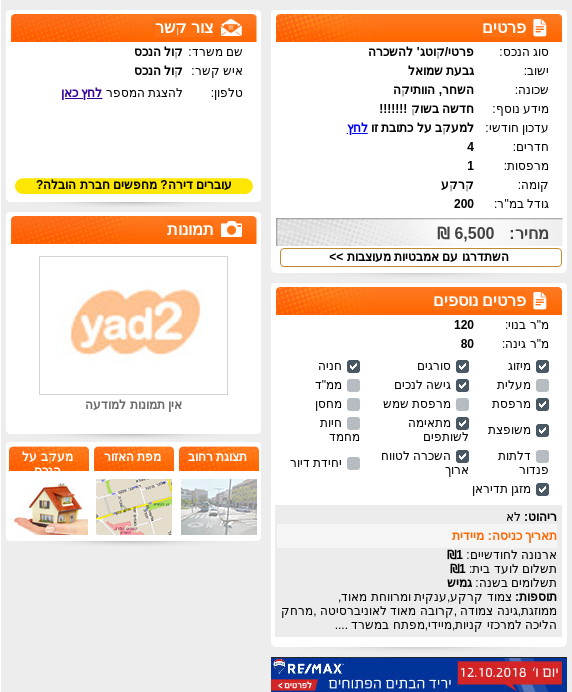 פרטים
סוג הנכס: פרטי/קוטג' להשכרה
ישוב: גבעת שמואל
שכונה: השחר, הוותיקה
מידע נוסף: חדשה בשוק !!!!!!!
עדכון חודשי: למעקב על כתובת זו לחץ
חדרים: 4
מרפסות: 1
קומה: קרקע
גודל במ"ר: 200
מחיר: 6,500 ₪
השתדרגו עם אמבטיות מעוצבות >>
פרטים נוספים
מ"ר בנוי: 120
מ"ר גינה: 80
מיזוג סורגים חניה
מעלית גישה לנכים ממ"ד
מרפסת מרפסת שמש מחסן
משופצת מתאימה לשותפים חיות מחמד
דלתות פנדור השכרה לטווח ארוך יחידת דיור
מזגן תדיראן
ריהוט: לא
תאריך כניסה: מיידית
ארנונה לחודשיים: 1₪
תשלום לועד בית: 1₪
תשלומים בשנה: גמיש
תוספות: צמוד קרקע,ענקית ומרווחת מאוד,
ממוזגת,גינה צמודה ,קרובה מאוד לאוניברסיטה ,מרחק
הליכה למרכזי קניות,מיידי,מפתח במשרד ....
יום ו' 12.10.2018
יריד הבתים הפתוחים
RE/MAX
לפרטים >
צור קשר
שם משרד: קול הנכס
איש קשר: קול הנכס
טלפון: להצגת המספר לחץ כאן
עוברים דירה? מחפשים חברת הובלה?
תמונות
yad2
אין תמונות למודעה
תצוגת רחוב
מפת האזור
מעקב על
הנכס